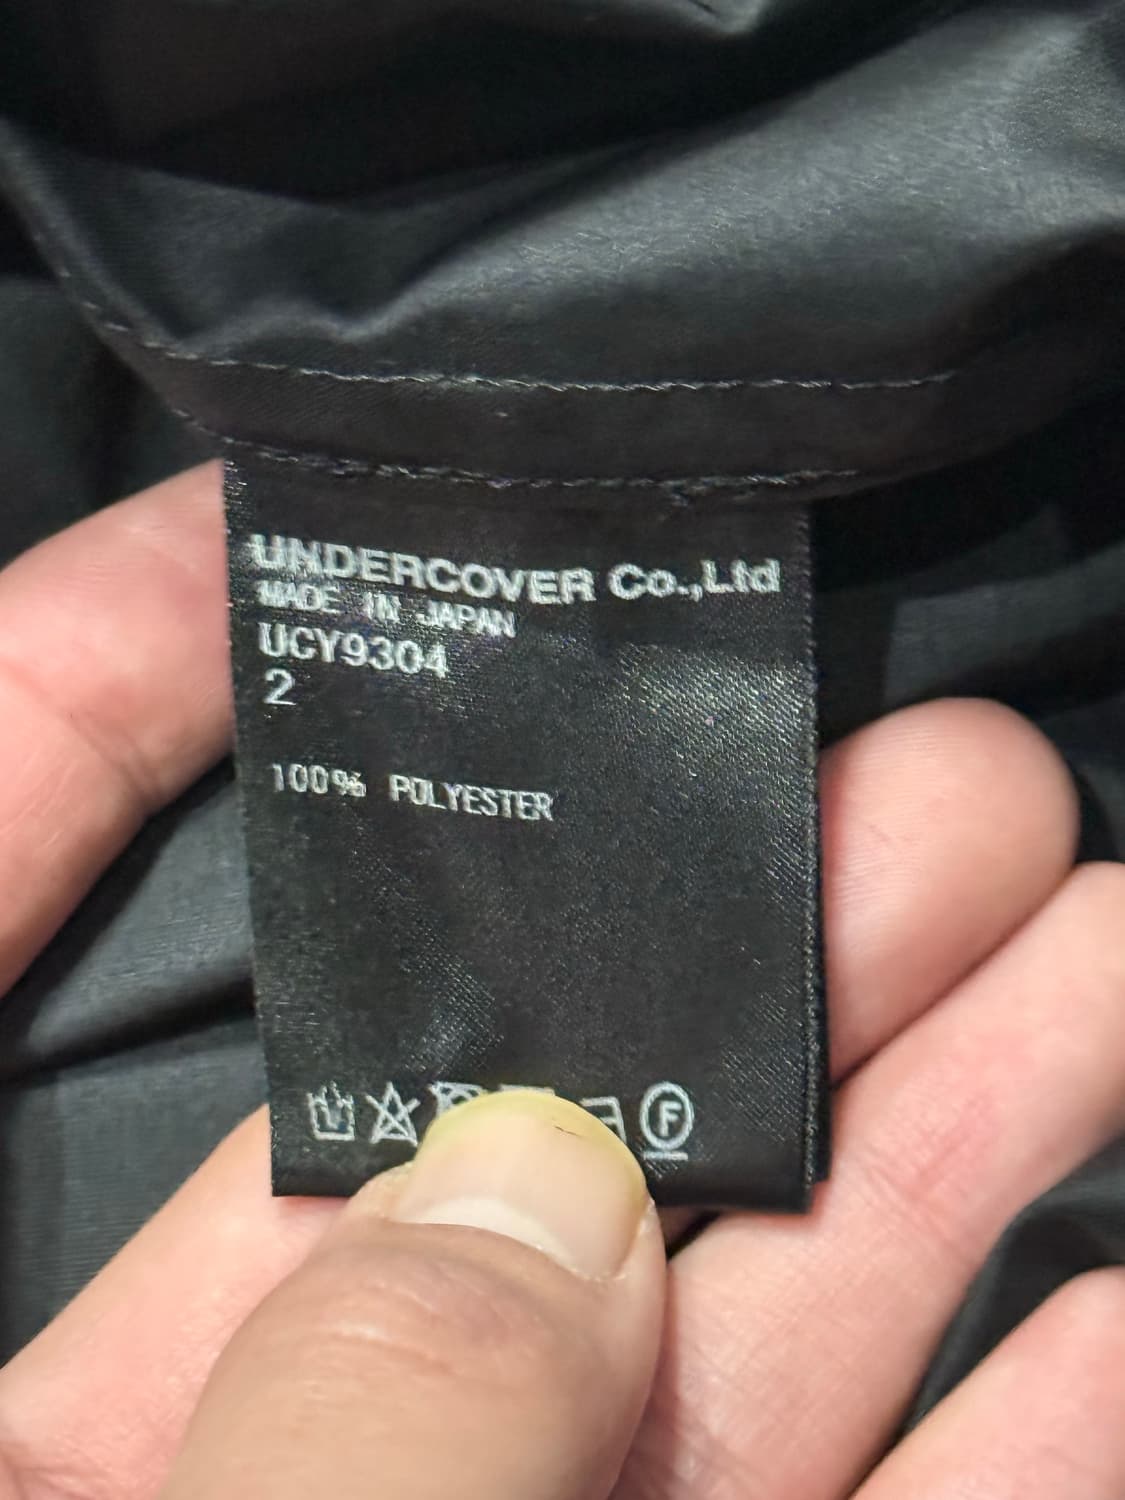 UNDERCOVER Co.,Ltd
MADE IN JAPAN
UCY9304
2
100% POLYESTER
F